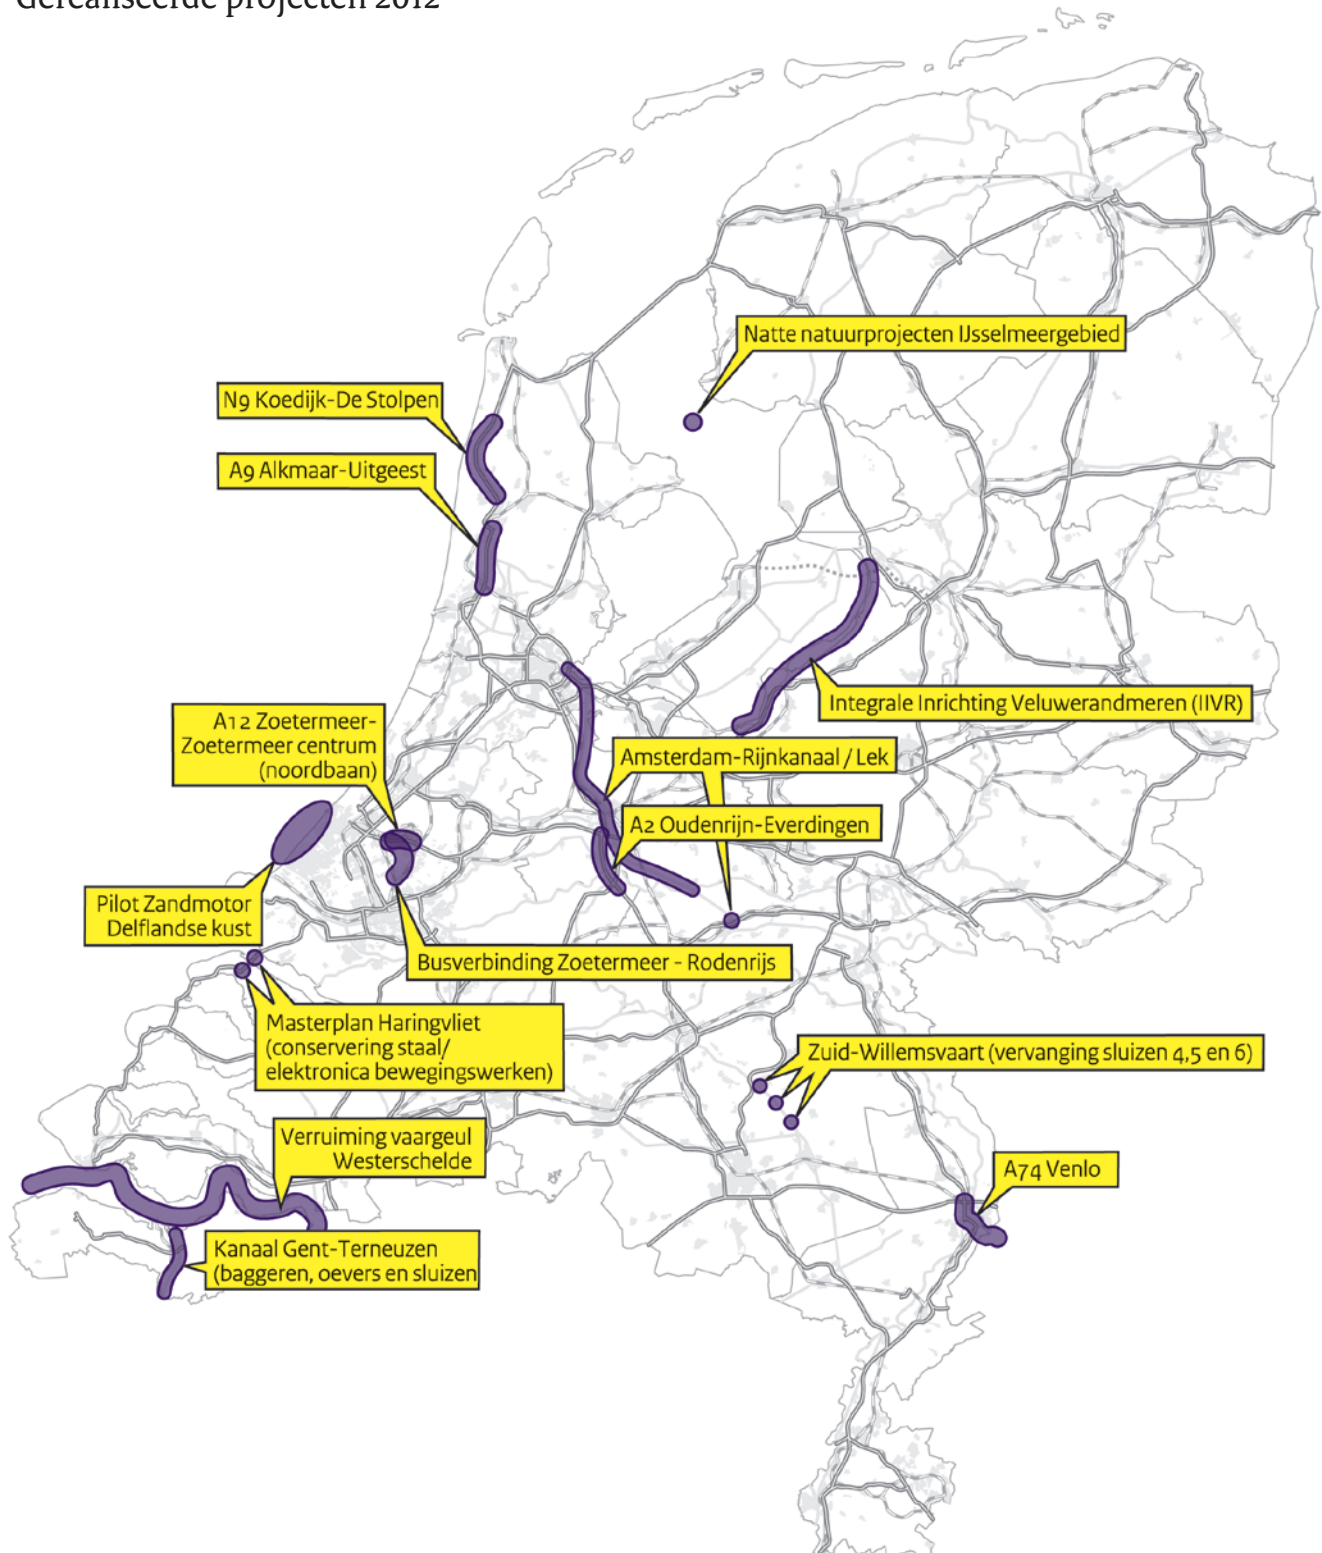 Gerealiseerde projecten 2012
Natte natuurprojecten IJsselmeergebied
N9 Koedijk-De Stolpen
A9 Alkmaar-Uitgeest
Integrale Inrichting Veluwerandmeren (IIVR)
A12 Zoetermeer-
Zoetermeer centrum
(noordbaan)
Amsterdam-Rijnkanaal / Lek
A2 Oudenrijn-Everdingen
Pilot Zandmotor
Delflandse kust
Busverbinding Zoetermeer - Rodenrijs
Masterplan Haringvliet
(conservering staal/
elektronica bewegingswerken)
Zuid-Willemsvaart (vervanging sluizen 4,5 en 6)
Verruiming vaargeul
Westerschelde
A74 Venlo
Kanaal Gent-Terneuzen
(baggeren, oevers en sluizen